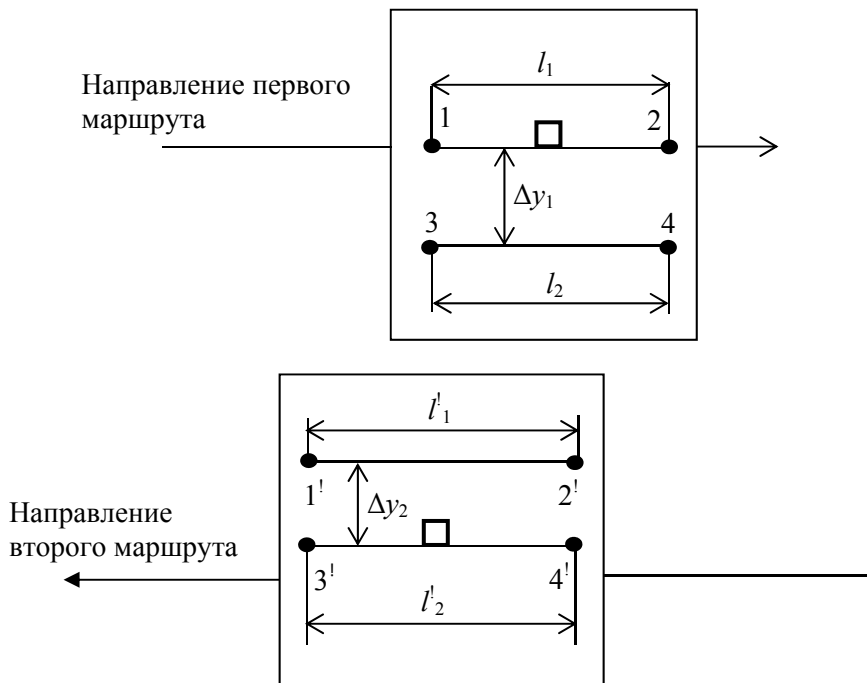 l₁
Направление первого
маршрута
1 2
Δy₁
3 4
l₂
l!₁
1! 2!
Δy₂
Направление
второго маршрута
3! 4!
l!₂